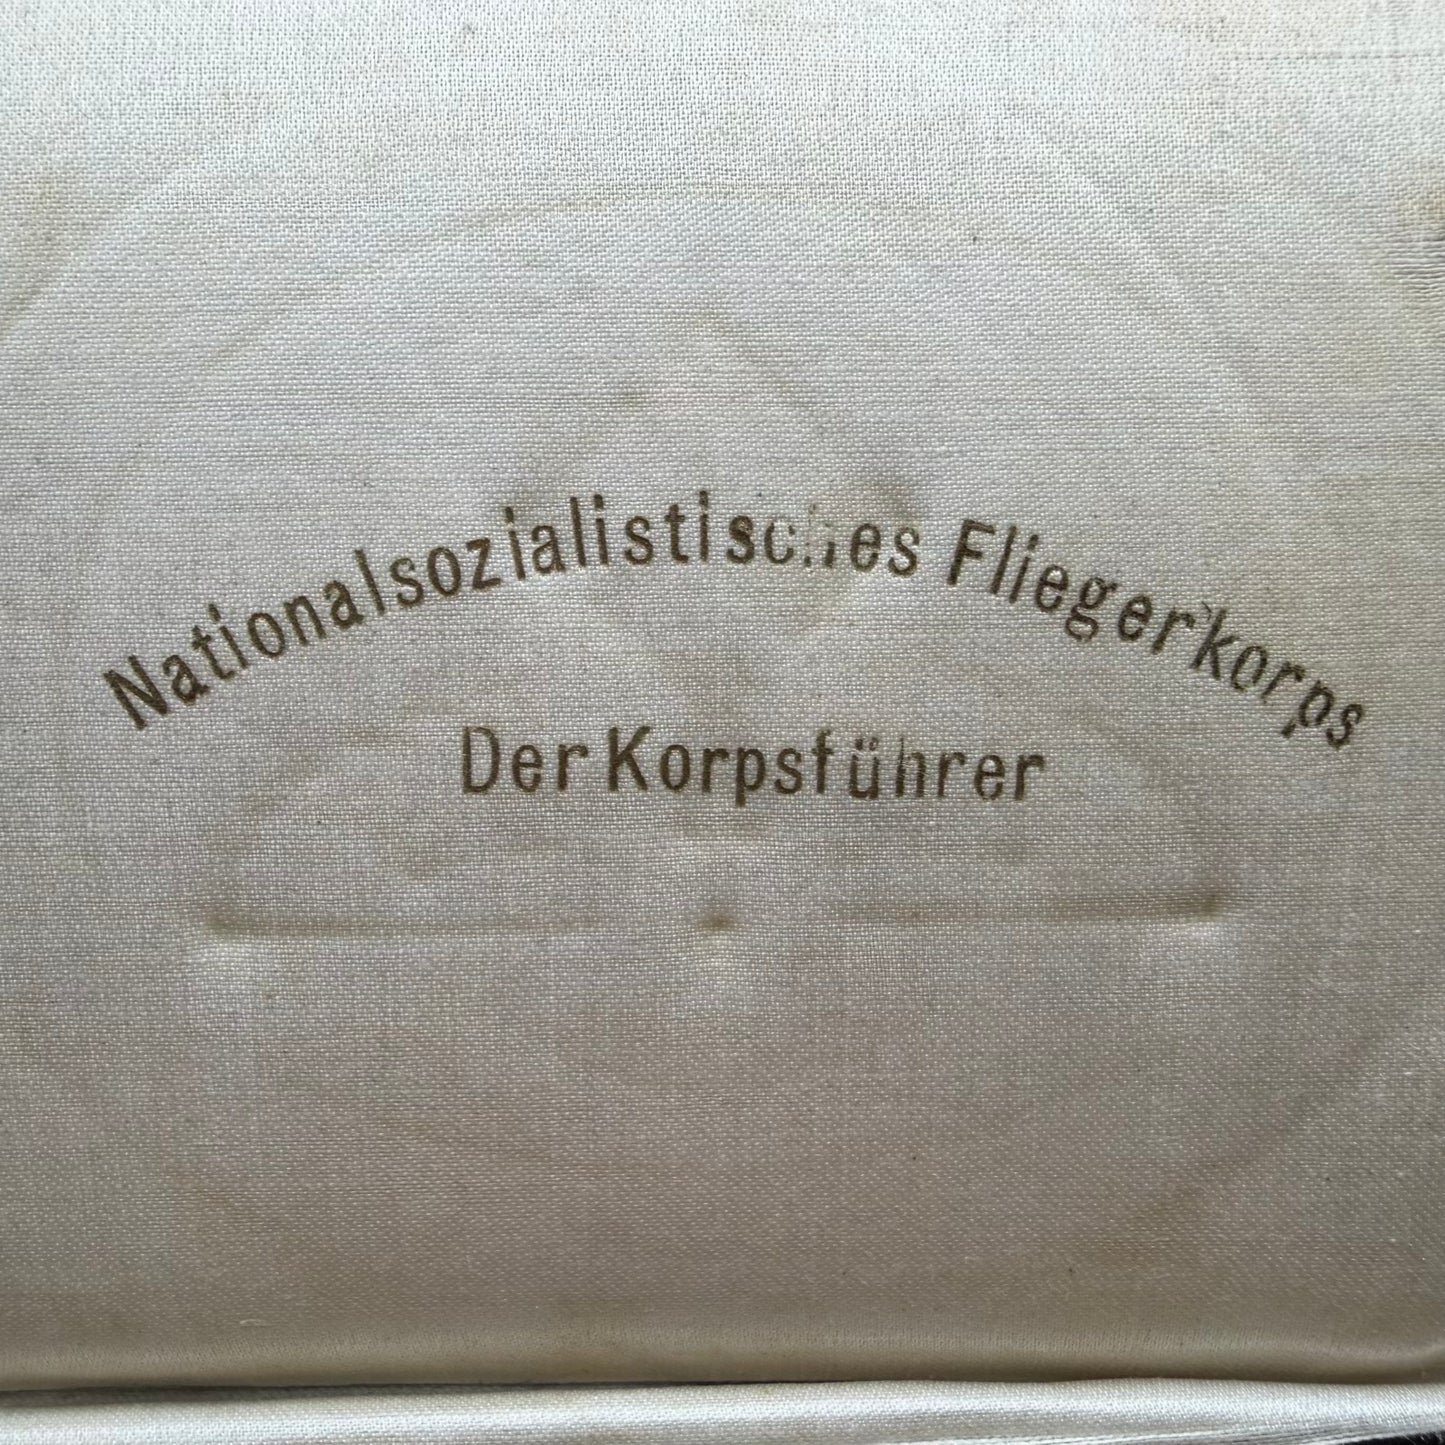 Nationalsozialistisches Fliegerkorps
Der Korpsführer